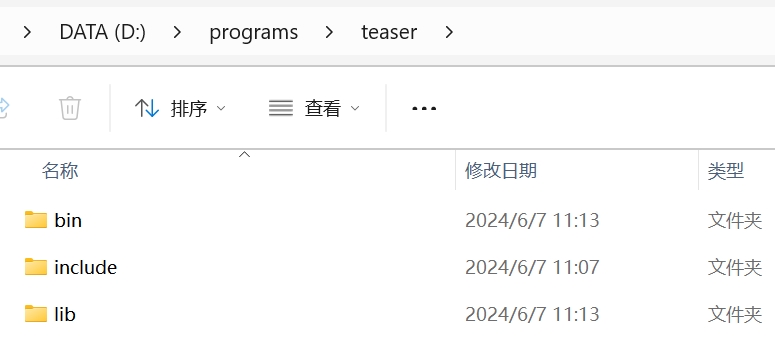 DATA (D:) > programs > teaser >
排序 查看 •••
名称 修改日期 类型
bin 2024/6/7 11:13 文件夹
include 2024/6/7 11:07 文件夹
lib 2024/6/7 11:13 文件夹